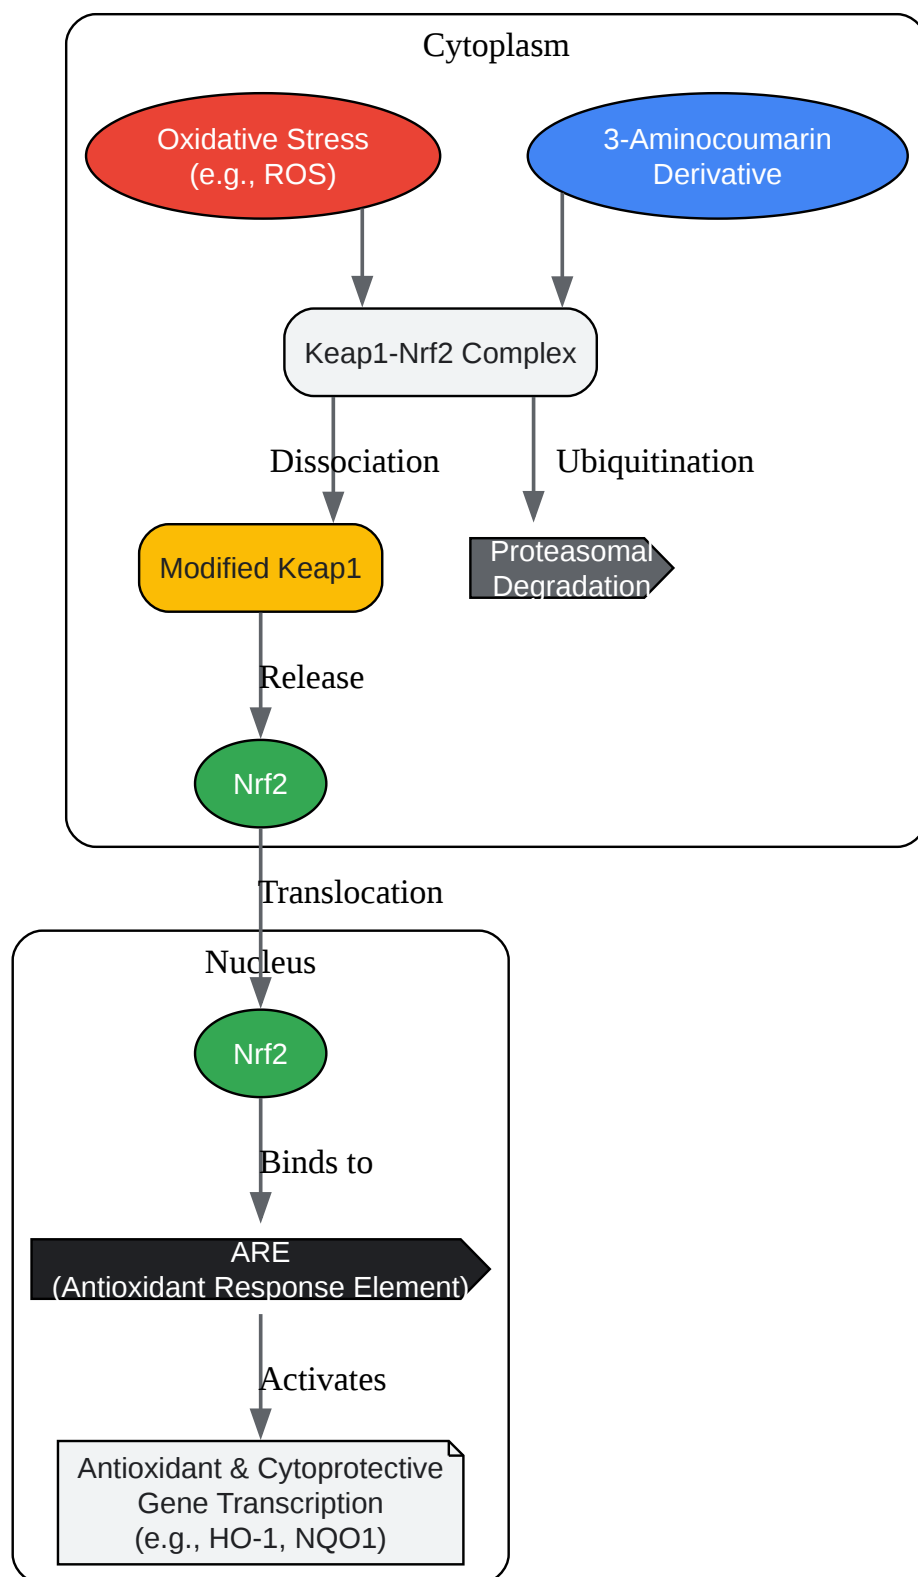 Cytoplasm
Oxidative Stress
(e.g., ROS)
3-Aminocoumarin
Derivative
Keap1-Nrf2 Complex
Dissociation
Ubiquitination
Modified Keap1
Proteasomal
Degradation
Release
Nrf2
Translocation
Nucleus
Nrf2
Binds to
ARE
(Antioxidant Response Element)
Activates
Antioxidant & Cytoprotective
Gene Transcription
(e.g., HO-1, NQO1)